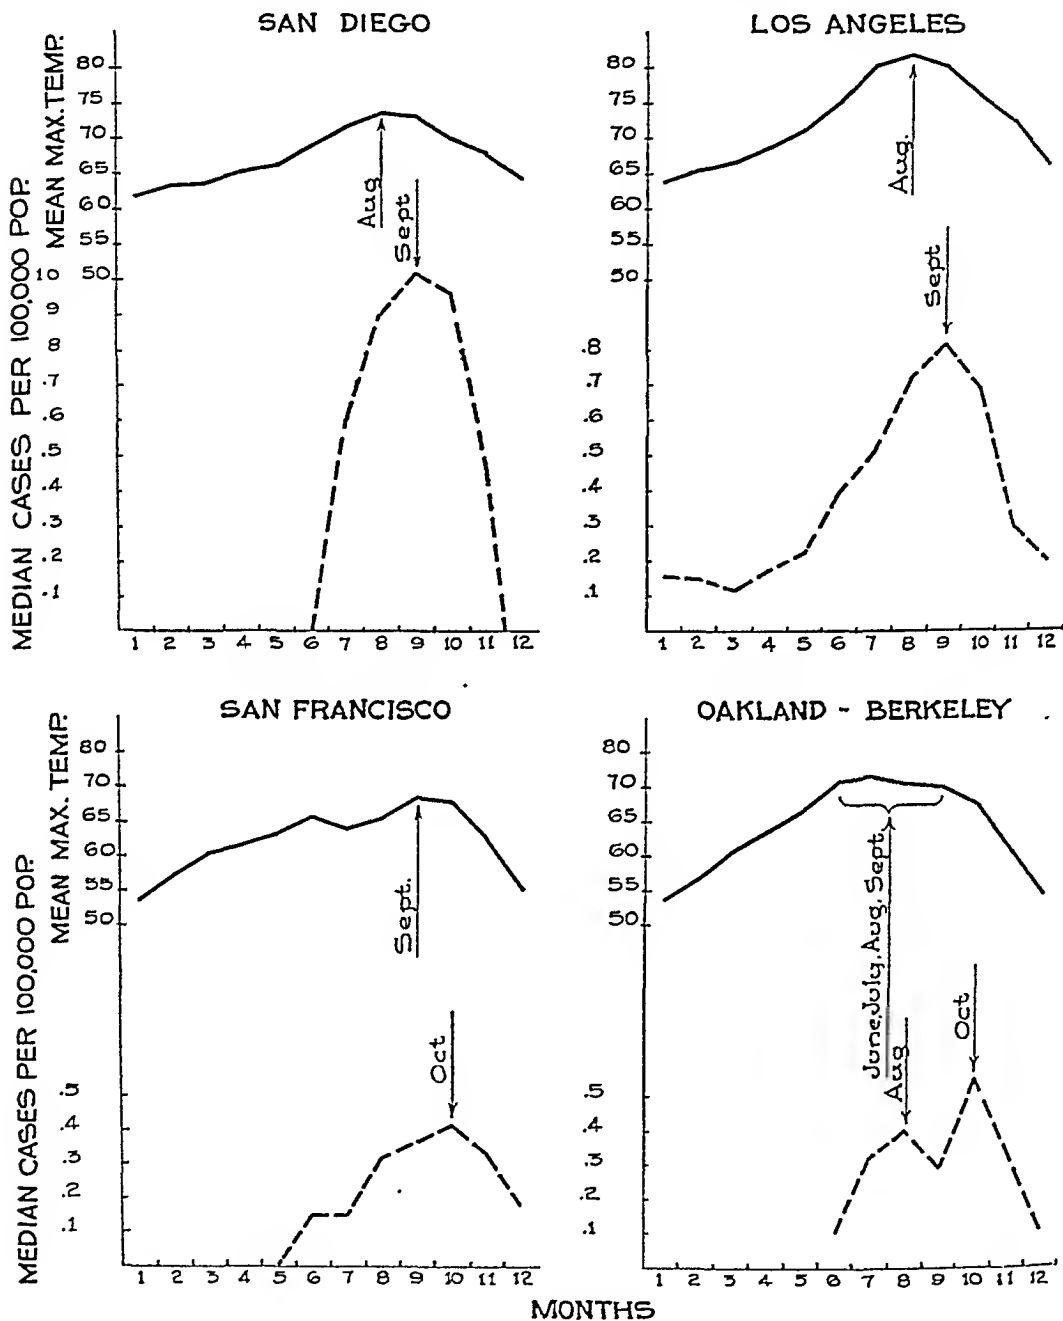 SAN DIEGO
MEAN MAX. TEMP.
MEDIAN CASES PER 100,000 POP.
80
75
70
65
60
55
50
10
9
8
.7
.6
.5
.4
.3
.2
.1
Aug
Sept
1 2 3 4 5 6 7 8 9 10 11 12
LOS ANGELES
80
75
70
65
60
55
50
.8
.7
.6
.5
.4
.3
.2
.1
Aug.
Sept
1 2 3 4 5 6 7 8 9 10 11 12
SAN FRANCISCO
MEAN MAX. TEMP.
MEDIAN CASES PER 100,000 POP.
80
70
65
60
55
50
.5
.4
.3
.2
.1
Sept.
Oct
1 2 3 4 5 6 7 8 9 10 11 12
OAKLAND - BERKELEY
80
70
65
60
55
50
.5
.4
.3
.2
.1
June, July, Aug, Sept.
Aug
Oct
1 2 3 4 5 6 7 8 9 10 11 12
MONTHS